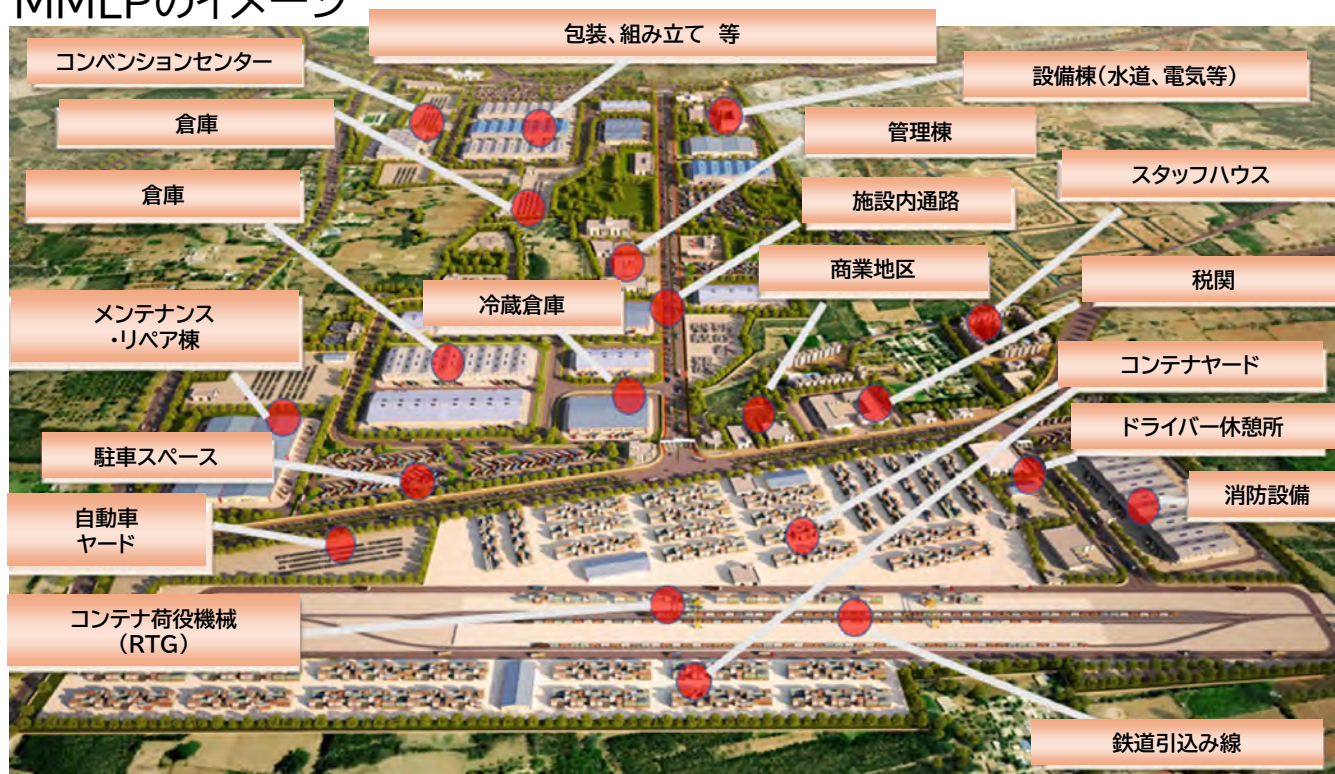 MMLPのイメージ
包装、組み立て 等
コンベンションセンター
設備棟(水道、電気等)
倉庫
管理棟
スタッフハウス
倉庫
施設内通路
商業地区
税関
冷蔵倉庫
メンテナンス
・リペア棟
コンテナヤード
ドライバー休憩所
駐車スペース
消防設備
自動車
ヤード
コンテナ荷役機械
(RTG)
鉄道引込み線